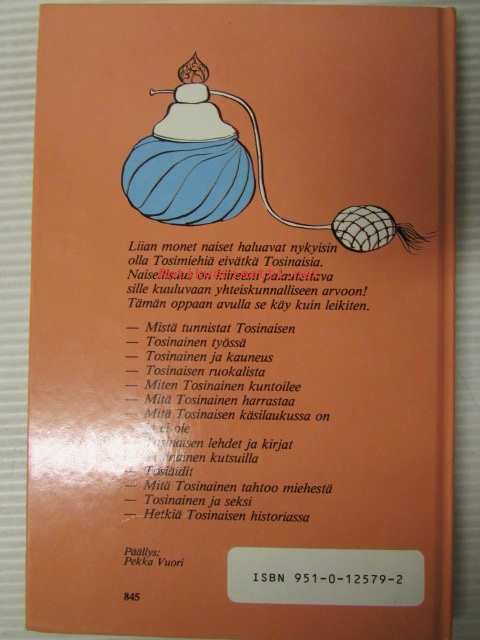 Liian monet naiset haluavat nykyisin
olla Tosimiehiä eivätkä Tosinaisia.
Naisellisuus on
sille kuuluvaan yhteiskunnalliseen arvoon!
Tämän oppaan avulla se käy kuin leikiten.
— Mistä tunnistat Tosinaisen
— Tosinainen työssä
— Tosinainen ja kauneus
— Tosinaisen ruokalista
— Miten Tosinainen kuntoilee
— Mitä Tosinainen harrastaa
— Mitä Tosinaisen käsilaukussa on
ole
Tosinaisen lehdet ja kirjat
Tosinainen kutsuilla
— Tosiäidit
— Mitä Tosinainen tahtoo miehestä
— Tosinainen ja seksi
— Hetkiä Tosinaisen historiassa
Päällys:
Pekka Vuori
ISBN 951-0-12579-2
845